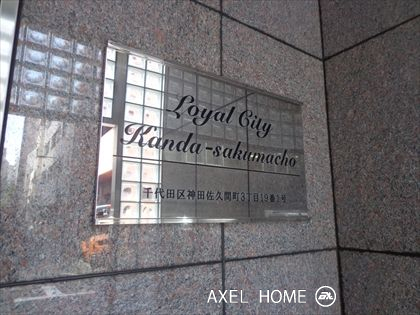 Loyal City
Kanda-sakumacho
千代田区神田佐久間町3丁目19番1号
AXEL HOME